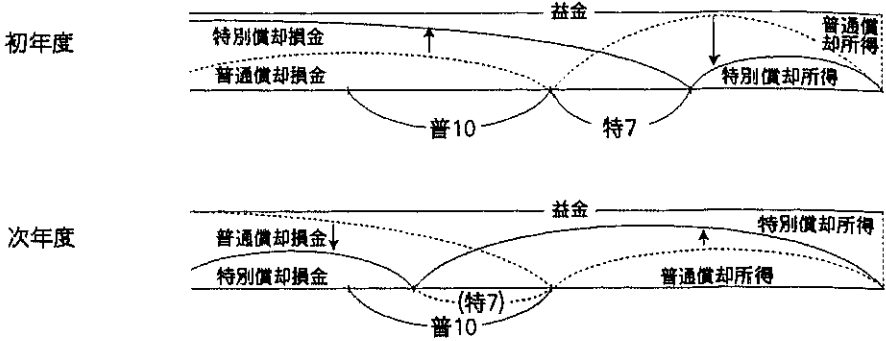 益金
初年度
特別償却損金
普通償
却所得
普通償却損金
特別償却所得
普10
特7
益金
次年度
特別償却所得
普通償却損金
特別償却損金
普通償却所得
(特7)
普10